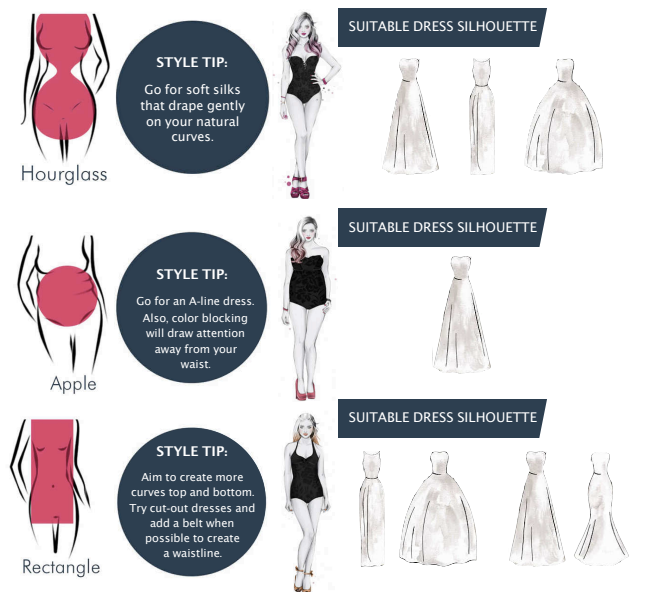 SUITABLE DRESS SILHOUETTE
STYLE TIP:
Go for soft silks
that drape gently
on your natural
curves.
Hourglass
SUITABLE DRESS SILHOUETTE
STYLE TIP:
Go for an A-line dress.
Also, color blocking
will draw attention
away from your
waist.
Apple
SUITABLE DRESS SILHOUETTE
STYLE TIP:
Aim to create more
curves top and bottom.
Try cut-out dresses and
add a belt when
possible to create
a waistline.
Rectangle